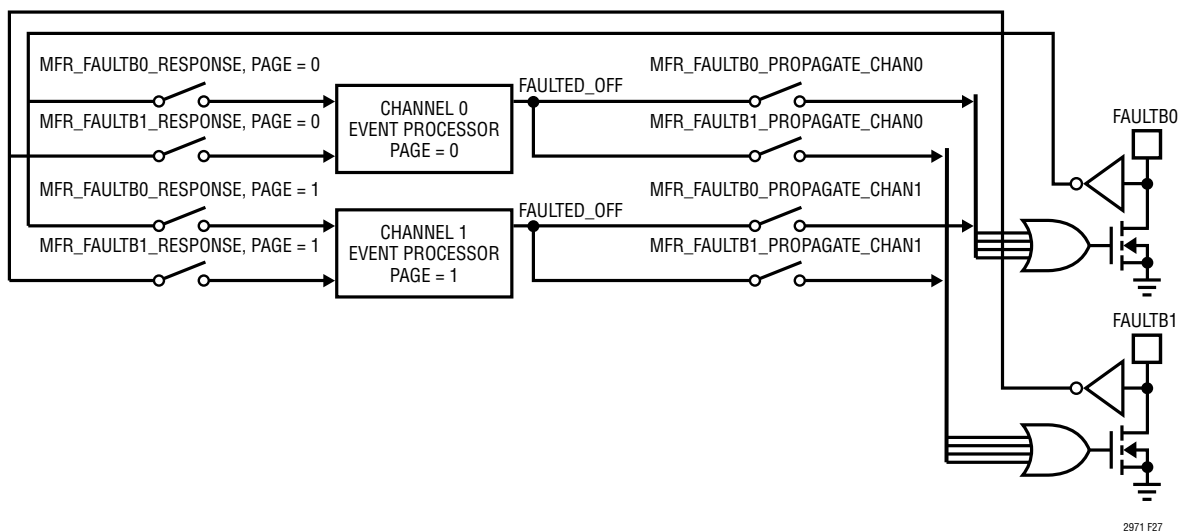 MFR_FAULTB0_RESPONSE, PAGE = 0
MFR_FAULTB1_RESPONSE, PAGE = 0
CHANNEL 0
EVENT PROCESSOR
PAGE = 0
FAULTED_OFF
MFR_FAULTB0_PROPAGATE_CHAN0
MFR_FAULTB1_PROPAGATE_CHAN0
FAULTB0
MFR_FAULTB0_RESPONSE, PAGE = 1
MFR_FAULTB1_RESPONSE, PAGE = 1
CHANNEL 1
EVENT PROCESSOR
PAGE = 1
FAULTED_OFF
MFR_FAULTB0_PROPAGATE_CHAN1
MFR_FAULTB1_PROPAGATE_CHAN1
FAULTB1
2971 F27